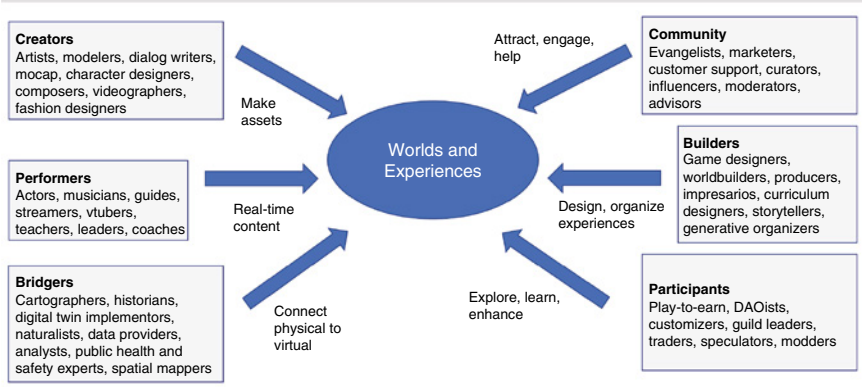 Creators
Artists, modelers, dialog writers,
mocap, character designers,
composers, videographers,
fashion designers
Make
assets
Performers
Actors, musicians, guides,
streamers, vtubers,
teachers, leaders, coaches
Real-time
content
Bridgers
Cartographers, historians,
digital twin implementors,
naturalists, data providers,
analysts, public health and
safety experts, spatial mappers
Connect
physical to
virtual
Worlds and
Experiences
Attract, engage,
help
Community
Evangelists, marketers,
customer support, curators,
influencers, moderators,
advisors
Design, organize
experiences
Builders
Game designers,
worldbuilders, producers,
impresarios, curriculum
designers, storytellers,
generative organizers
Explore, learn,
enhance
Participants
Play-to-earn, DAOists,
customizers, guild leaders,
traders, speculators, modders